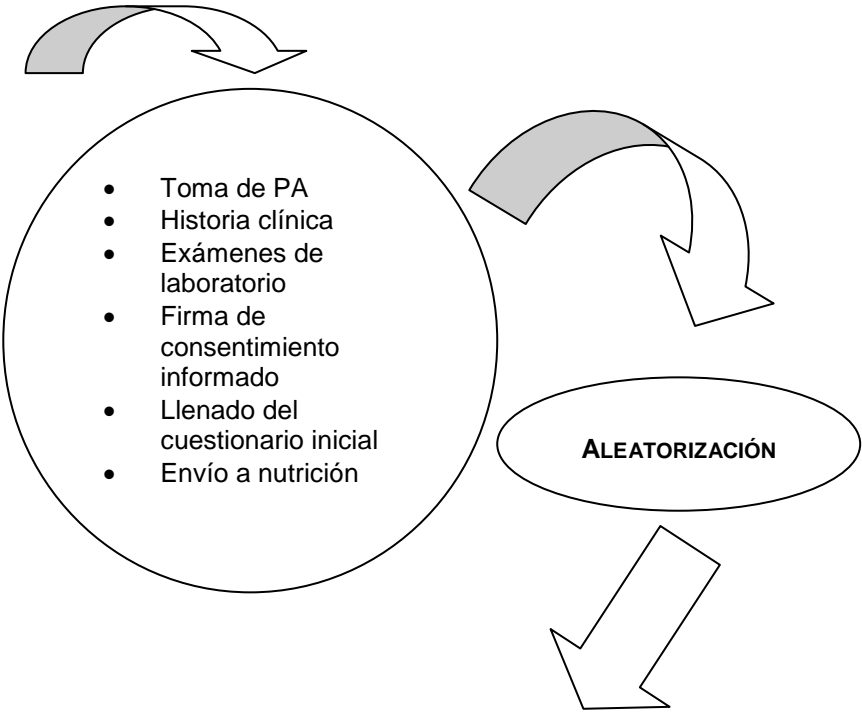 • Toma de PA
• Historia clínica
• Exámenes de
laboratorio
• Firma de
consentimiento
informado
• Llenado del
cuestionario inicial
• Envío a nutrición
ALEATORIZACIÓN